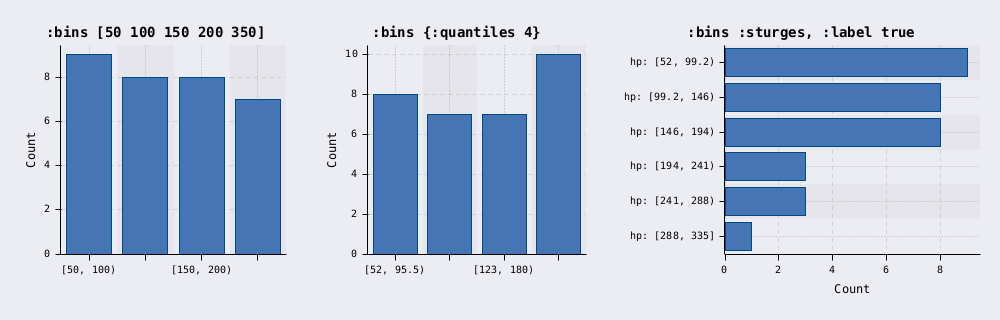 :bins [50 100 150 200 350]
Count
8
6
4
2
0
[50, 100)
[150, 200)
:bins {:quantiles 4}
Count
10
8
6
4
2
0
[52, 95.5)
[123, 180)
:bins :sturges, :label true
hp: [52, 99.2)
hp: [99.2, 146)
hp: [146, 194)
hp: [194, 241)
hp: [241, 288)
hp: [288, 335]
0 2 4 6 8
Count